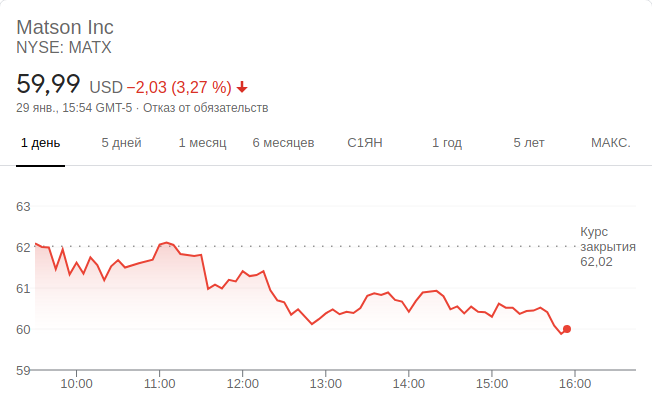 Matson Inc
NYSE: MATX
59,99 USD −2,03 (3,27 %)
29 янв., 15:54 GMT-5 · Отказ от обязательств
1 день 5 дней 1 месяц 6 месяцев С1ЯН 1 год 5 лет МАКС.
63
Курс
62 закрытия
62,02
61
60
59
10:00 11:00 12:00 13:00 14:00 15:00 16:00